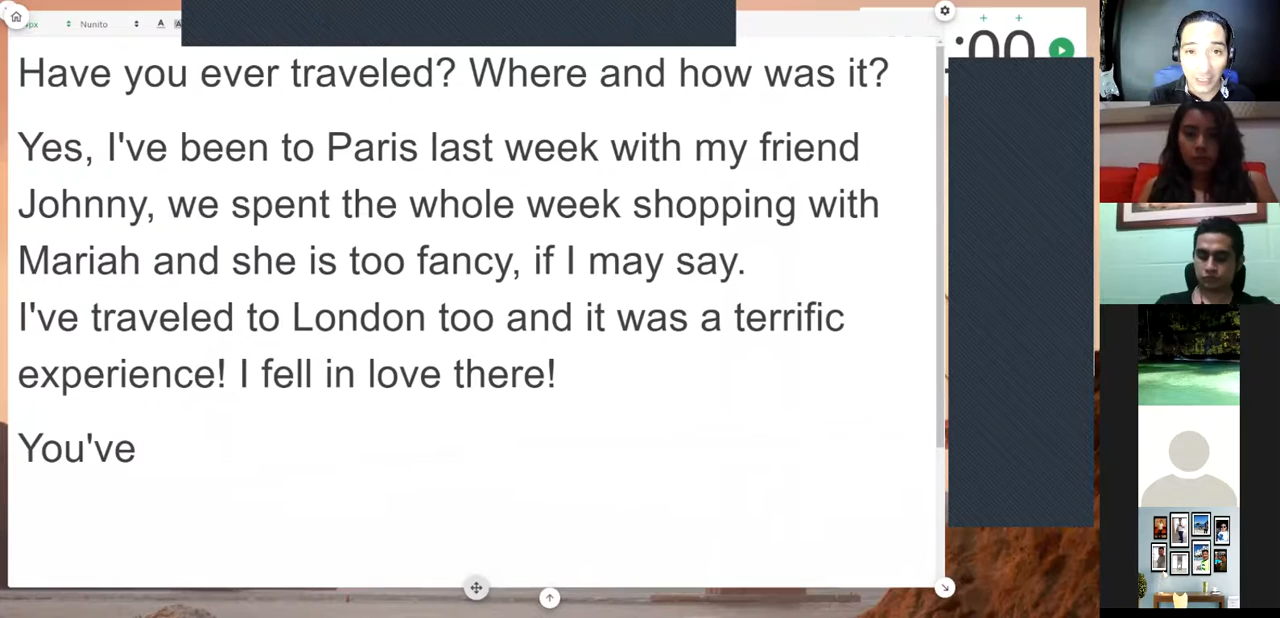 px Nunito A A
:00
Have you ever traveled? Where and how was it?
Yes, I've been to Paris last week with my friend
Johnny, we spent the whole week shopping with
Mariah and she is too fancy, if I may say.
I've traveled to London too and it was a terrific
experience! I fell in love there!
You've